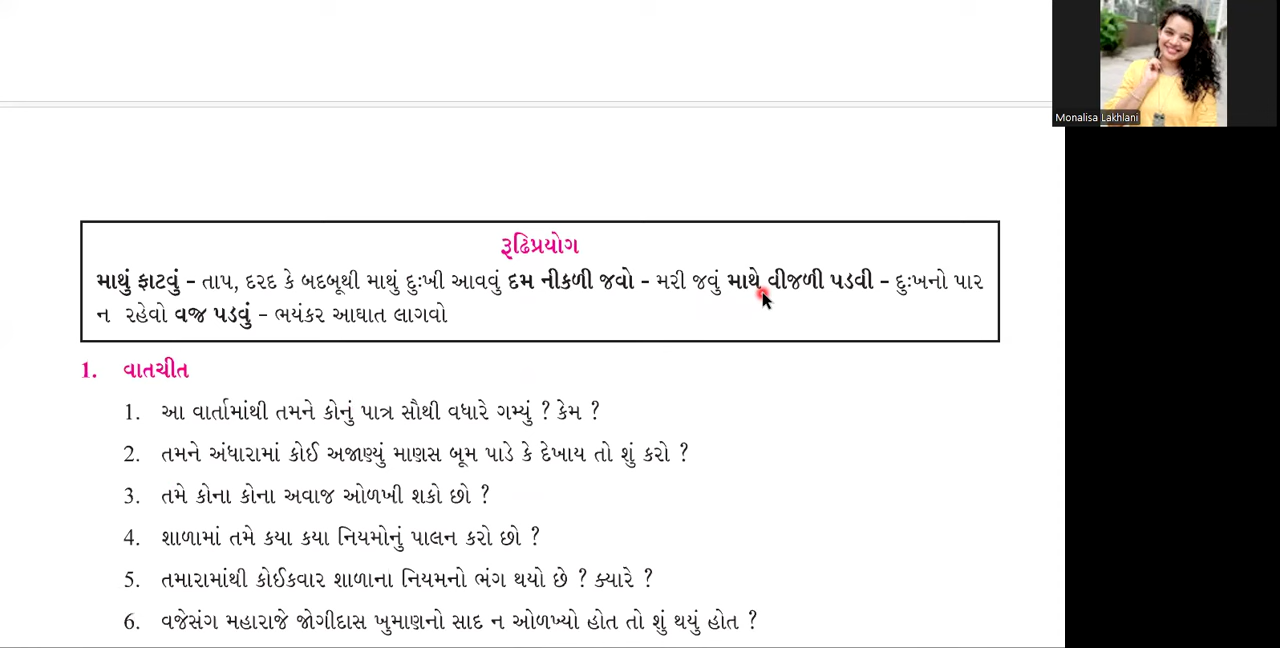 Monalisa Lakhlani
રૂઢિપ્રયોગ
માથું ફાટવું – તાપ, દરદ કે બદબૂથી માથું દુઃખી આવવું દમ નીકળી જવો – મરી જવું માથે વીજળી પડવી – દુઃખનો પાર
ન રહેવો વજ્ર પડવું – ભયંકર આઘાત લાગવો
1. વાતચીત
1. આ વાર્તામાંથી તમને કોનું પાત્ર સૌથી વધારે ગમ્યું ? કેમ ?
2. તમને અંધારામાં કોઈ અજાણ્યું માણસ બૂમ પાડે કે દેખાય તો શું કરો ?
3. તમે કોના કોના અવાજ ઓળખી શકો છો ?
4. શાળામાં તમે કયા કયા નિયમોનું પાલન કરો છો ?
5. તમારામાંથી કોઈકવાર શાળાના નિયમનો ભંગ થયો છે ? ક્યારે ?
6. વજેસંગ મહારાજે જોગીદાસ ખુમાણનો સાદ ન ઓળખ્યો હોત તો શું થયું હોત ?